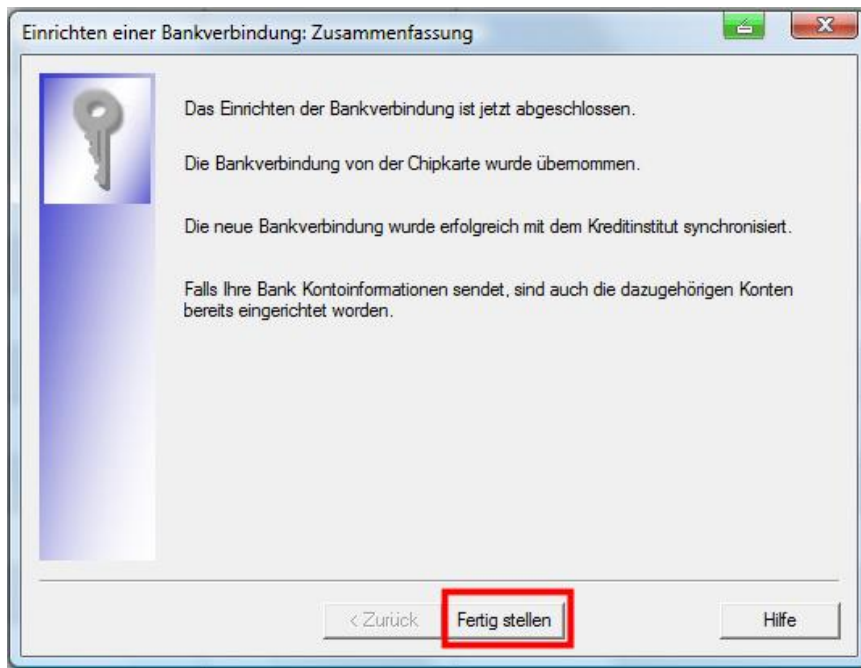 Einrichten einer Bankverbindung: Zusammenfassung
Das Einrichten der Bankverbindung ist jetzt abgeschlossen.
Die Bankverbindung von der Chipkarte wurde übernommen.
Die neue Bankverbindung wurde erfolgreich mit dem Kreditinstitut synchronisiert.
Falls Ihre Bank Kontoinformationen sendet, sind auch die dazugehörigen Konten
bereits eingerichtet worden.
< Zurück
Fertig stellen
Hilfe